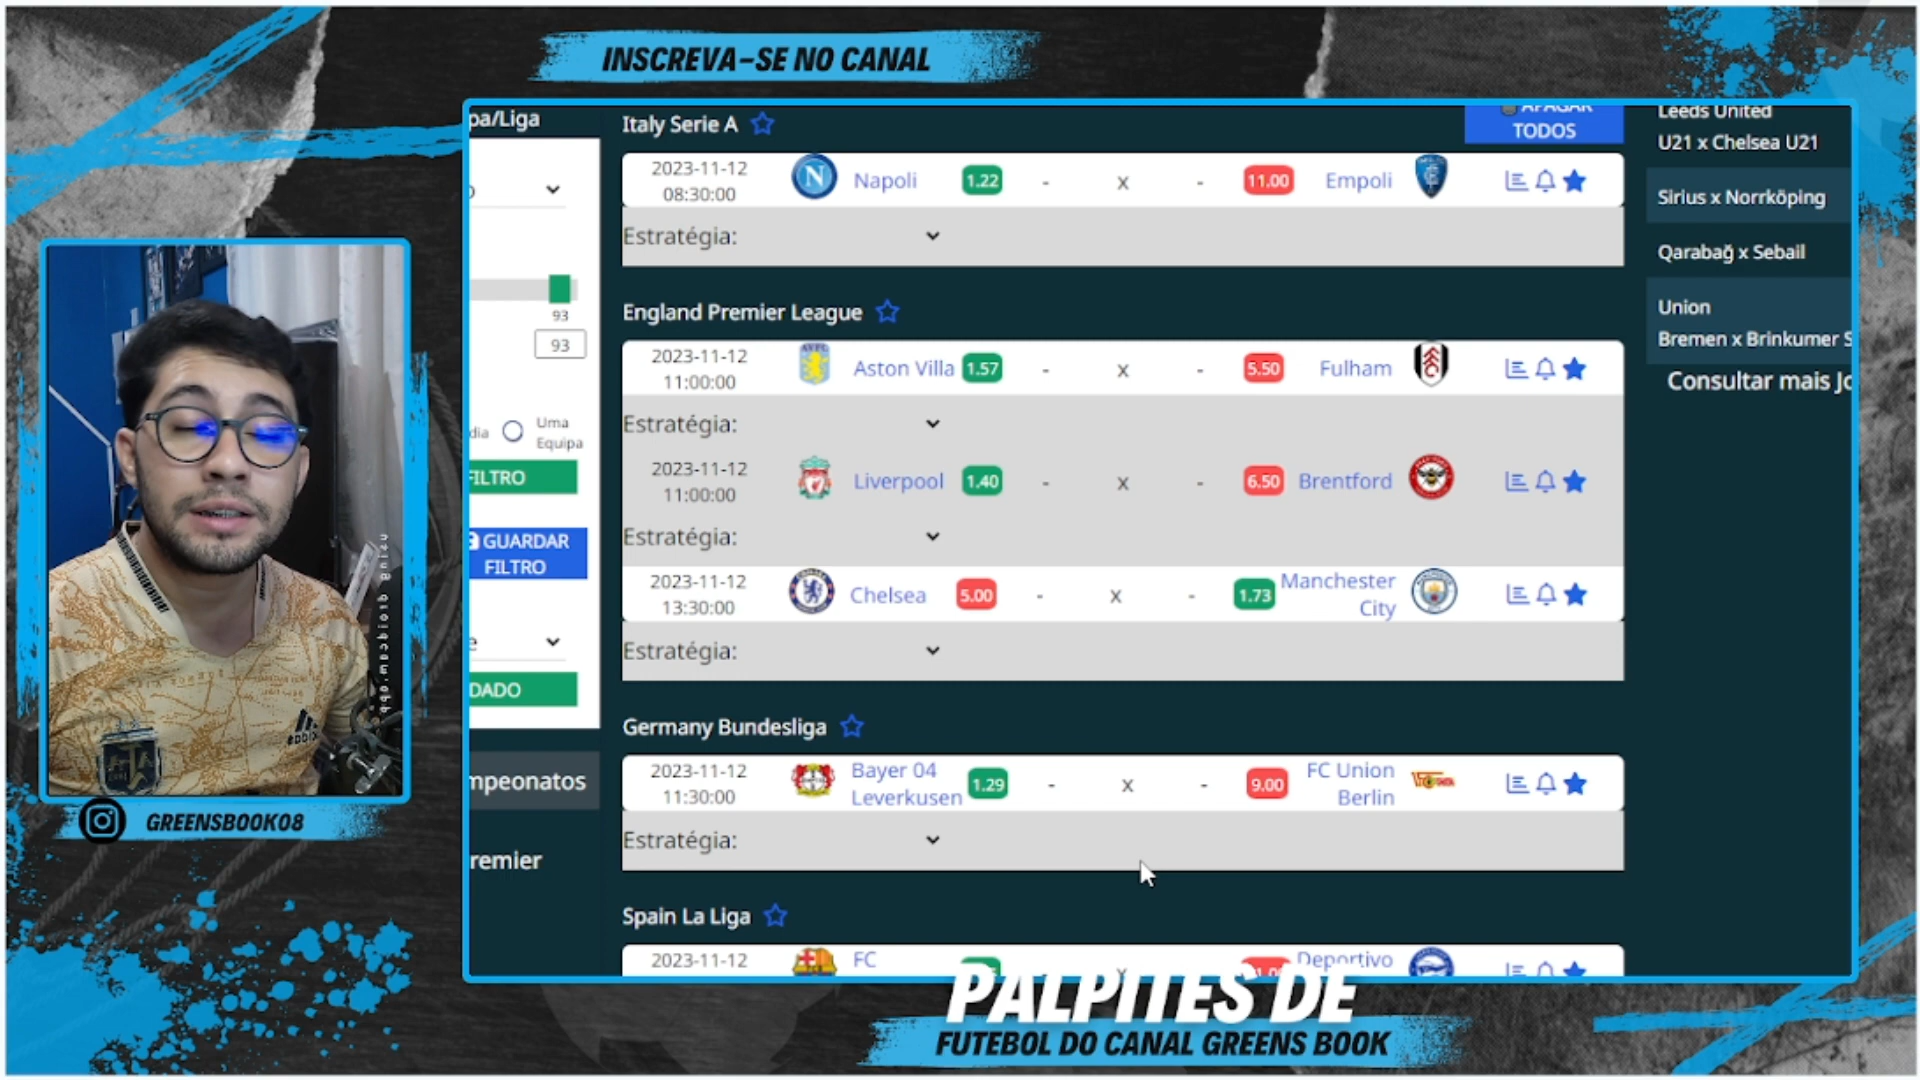 INSCREVA-SE NO CANAL
pa/Liga
93
93
dia
Uma
Equipa
FILTRO
GUARDAR
FILTRO
DADO
mpeonatos
remier
Italy Serie A
APAGAR
TODOS
2023-11-12
08:30:00
Napoli 1.22 - x - 11.00 Empoli
Estratégia:
England Premier League
2023-11-12
11:00:00
Aston Villa 1.57 - x - 5.50 Fulham
Estratégia:
2023-11-12
11:00:00
Liverpool 1.40 - x - 6.50 Brentford
Estratégia:
2023-11-12
13:30:00
Chelsea 5.00 - x - 1.73 Manchester
City
Estratégia:
Germany Bundesliga
2023-11-12
11:30:00
Bayer 04
Leverkusen 1.29 - x - 9.00 FC Union
Berlin
Estratégia:
Spain La Liga
2023-11-12
FC
Deportivo
Leeds United
U21 x Chelsea U21
Sirius x Norrköping
Qarabağ x Sebail
Union
Bremen x Brinkumer S
Consultar mais Jo
GREENSBOOK08
PALPITES DE
FUTEBOL DO CANAL GREENS BOOK